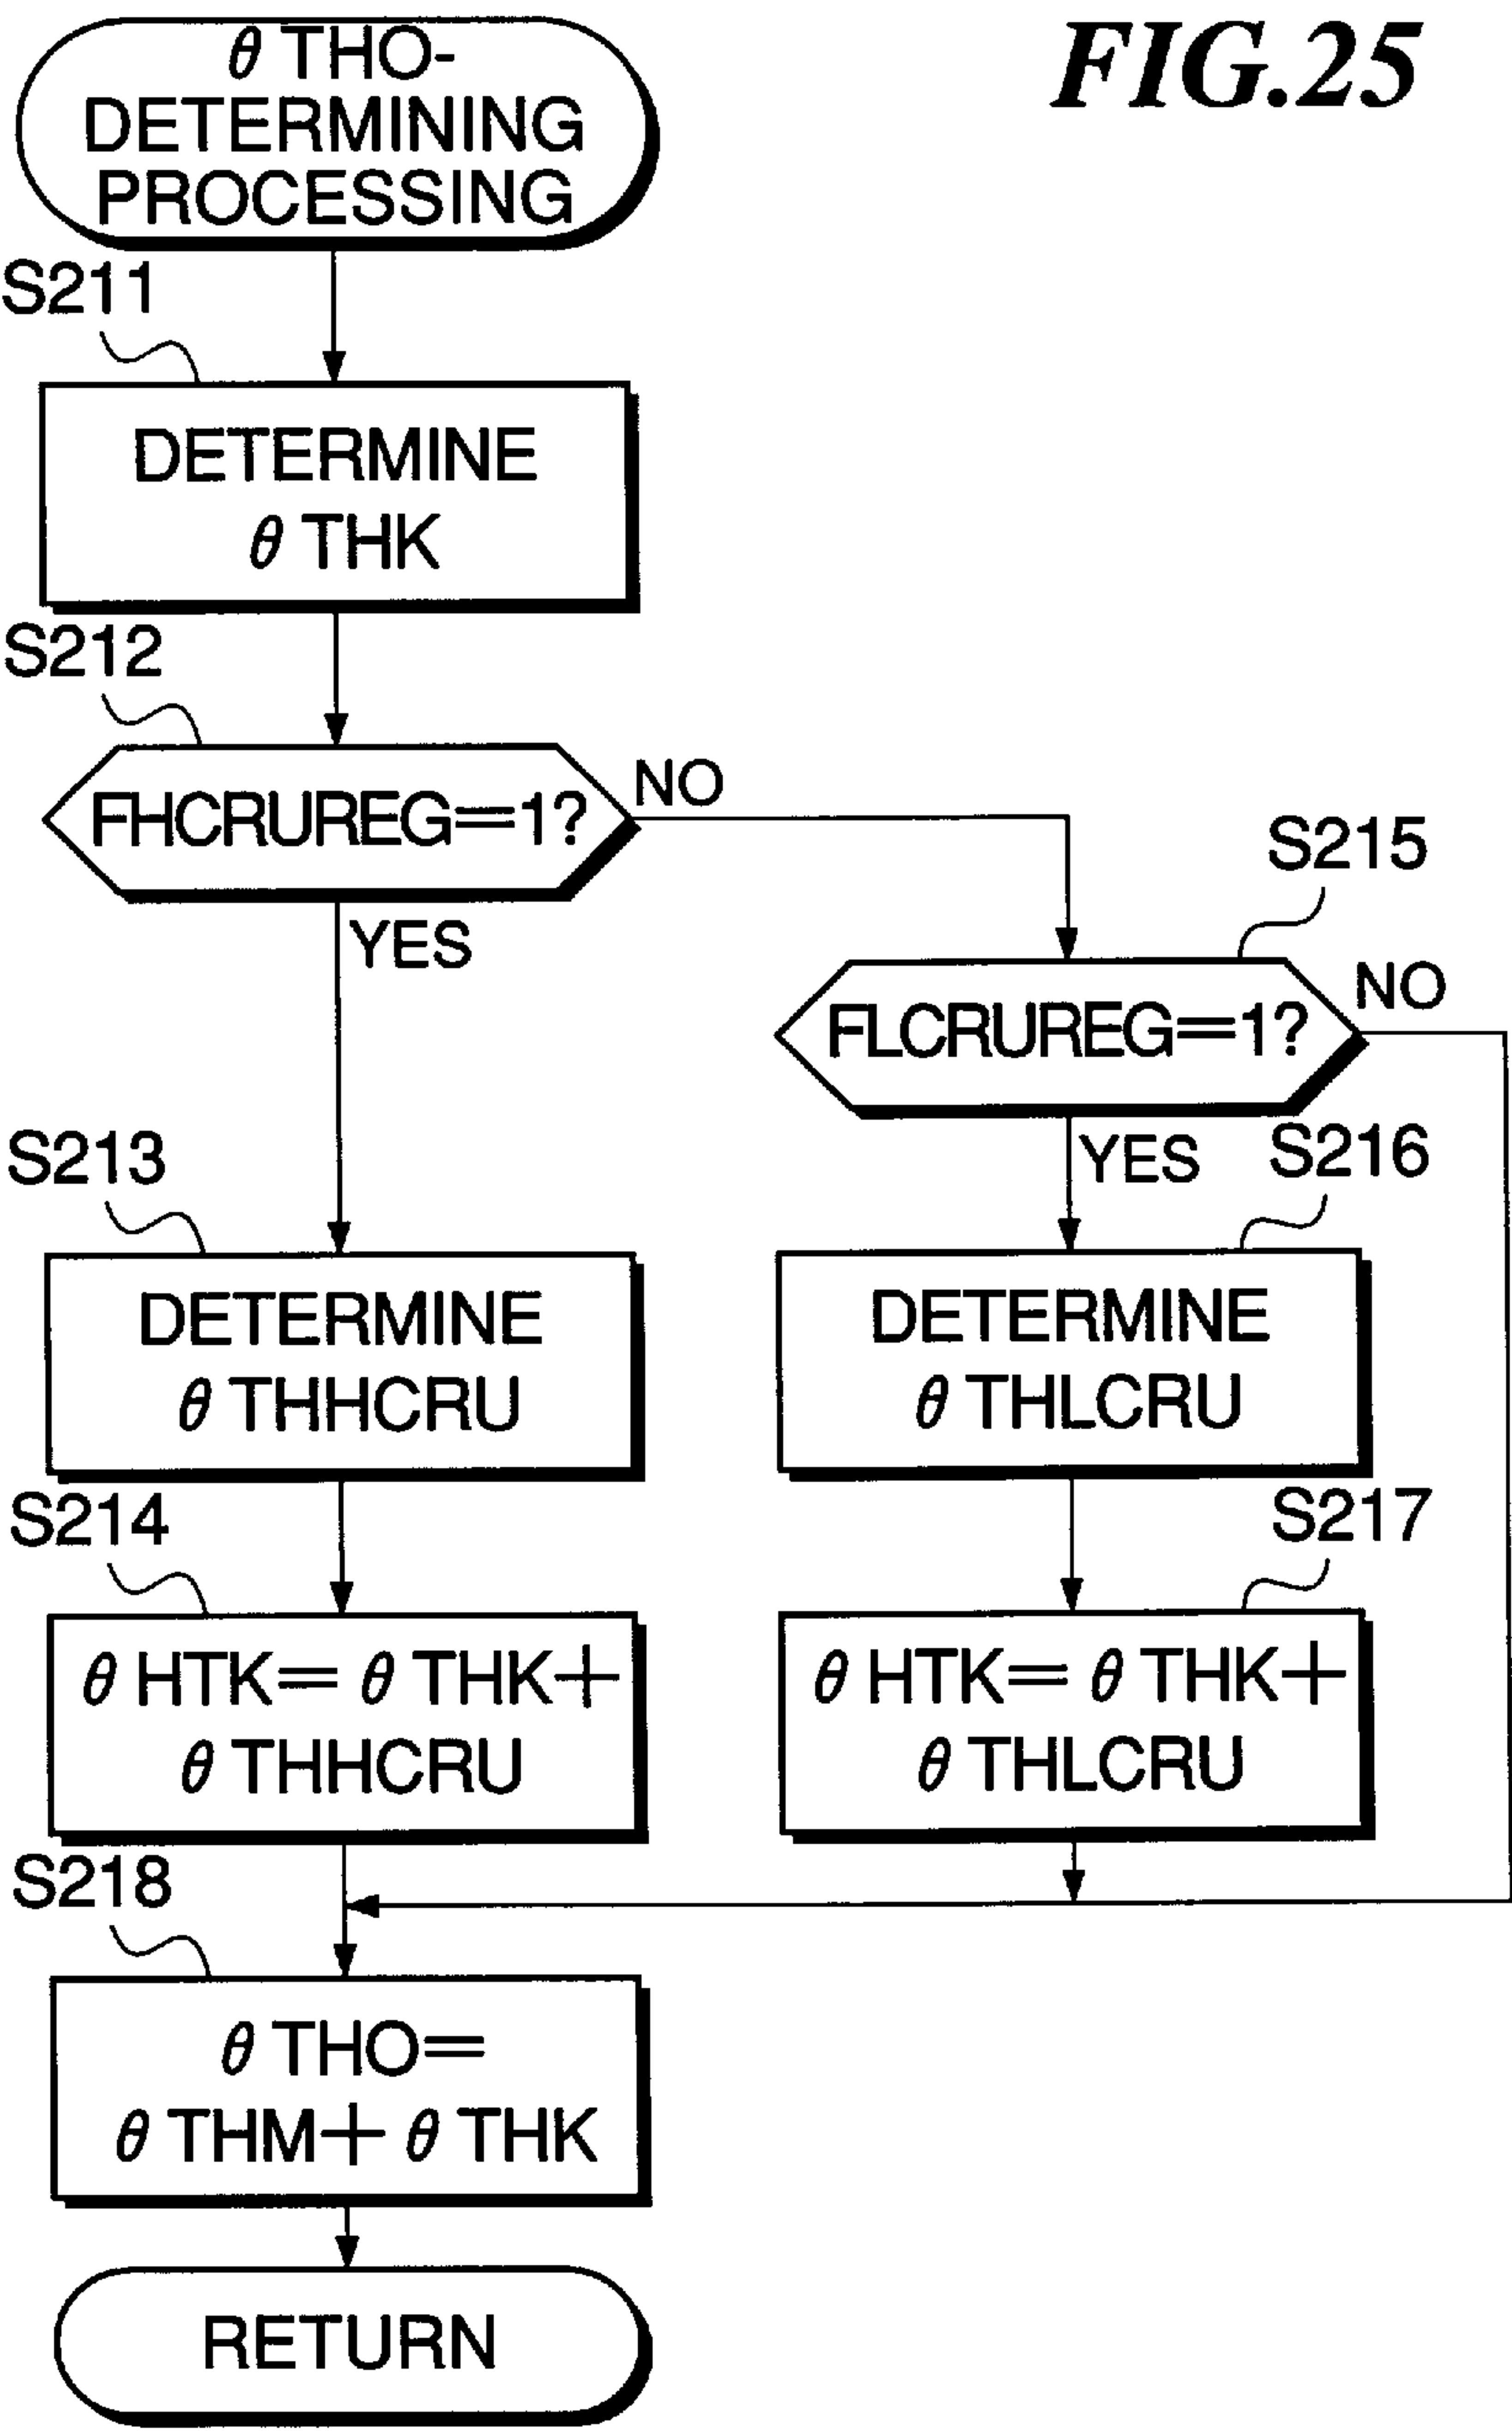 FIG.25
θ THO-
DETERMINING
PROCESSING
S211
DETERMINE
θ THK
S212
FHCRUREG=1?
NO
YES
S215
FLCRUREG=1?
NO
YES
S213
DETERMINE
θ THHCRU
S216
DETERMINE
θ THLCRU
S214
θ HTK= θ THK+
θ THHCRU
S217
θ HTK= θ THK+
θ THLCRU
S218
θ THO=
θ THM+ θ THK
RETURN